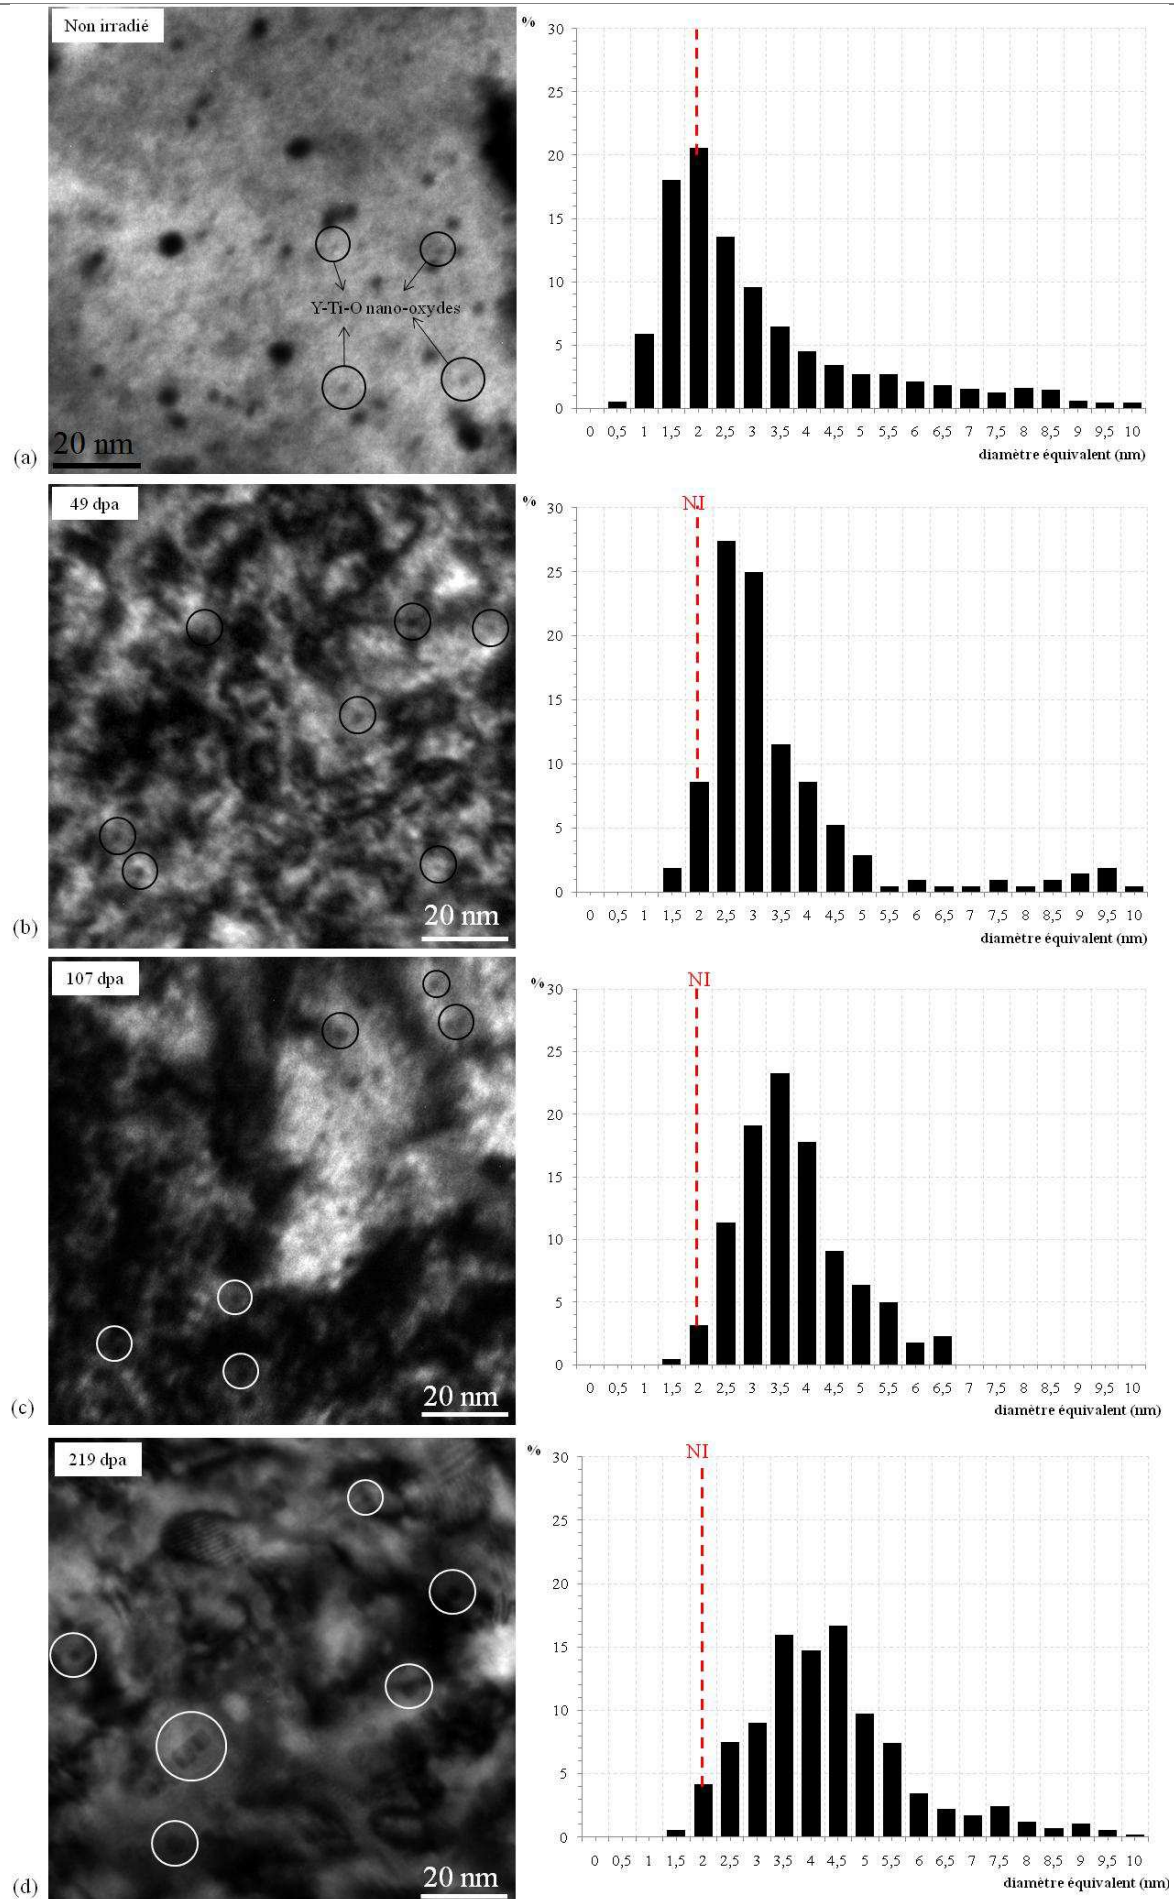 Non irradié
Y-Ti-O nano-oxydes
20 nm
(a)
%
30
25
20
15
10
5
0
0 0,5 1 1,5 2 2,5 3 3,5 4 4,5 5 5,5 6 6,5 7 7,5 8 8,5 9 9,5 10
diamètre équivalent (nm)
49 dpa
20 nm
(b)
%
NI
30
25
20
15
10
5
0
0 0,5 1 1,5 2 2,5 3 3,5 4 4,5 5 5,5 6 6,5 7 7,5 8 8,5 9 9,5 10
diamètre équivalent (nm)
107 dpa
20 nm
(c)
%
NI
30
25
20
15
10
5
0
0 0,5 1 1,5 2 2,5 3 3,5 4 4,5 5 5,5 6 6,5 7 7,5 8 8,5 9 9,5 10
diamètre équivalent (nm)
219 dpa
20 nm
(d)
%
NI
30
25
20
15
10
5
0
0 0,5 1 1,5 2 2,5 3 3,5 4 4,5 5 5,5 6 6,5 7 7,5 8 8,5 9 9,5 10
diamètre équivalent (nm)